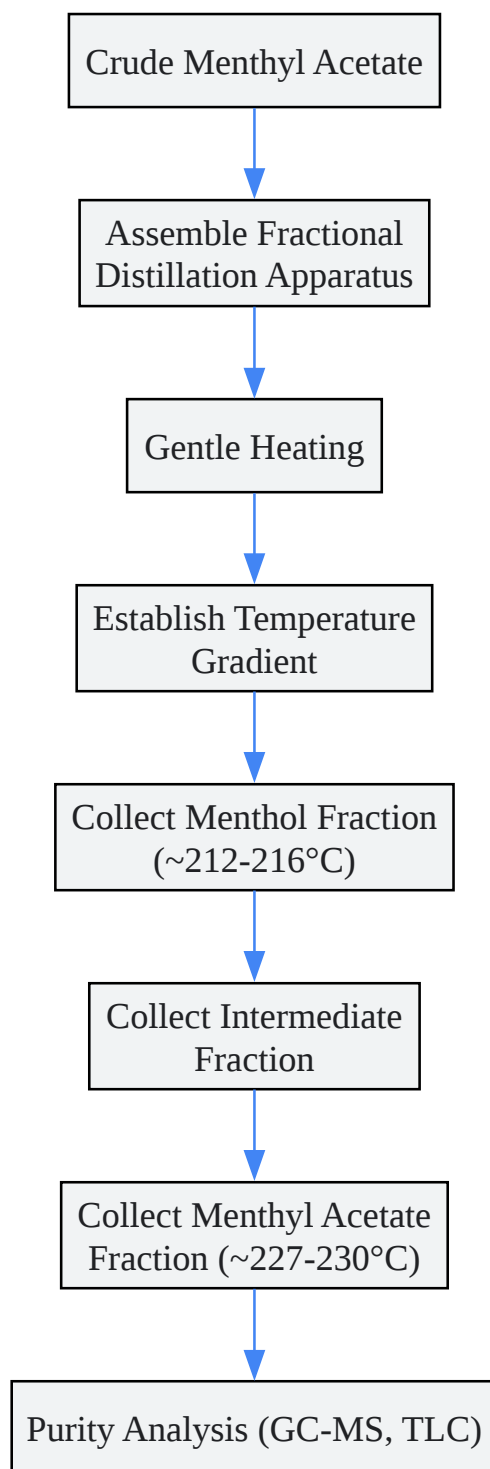 Crude Menthyl Acetate
Assemble Fractional
Distillation Apparatus
Gentle Heating
Establish Temperature
Gradient
Collect Menthol Fraction
(~212-216°C)
Collect Intermediate
Fraction
Collect Menthyl Acetate
Fraction (~227-230°C)
Purity Analysis (GC-MS, TLC)